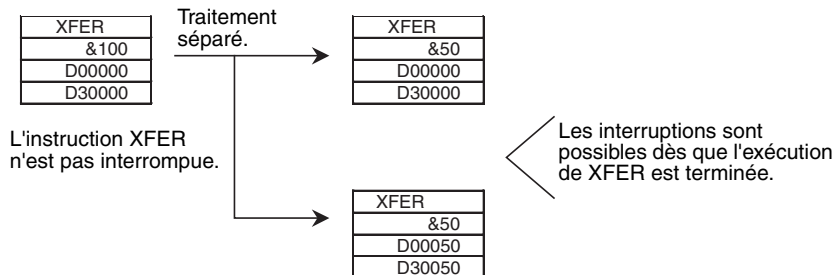 XFER
&100
D00000
D30000
Traitement
séparé.
XFER
&50
D00000
D30000
L'instruction XFER
n'est pas interrompue.
Les interruptions sont
possibles dès que l'exécution
de XFER est terminée.
XFER
&50
D00050
D30050